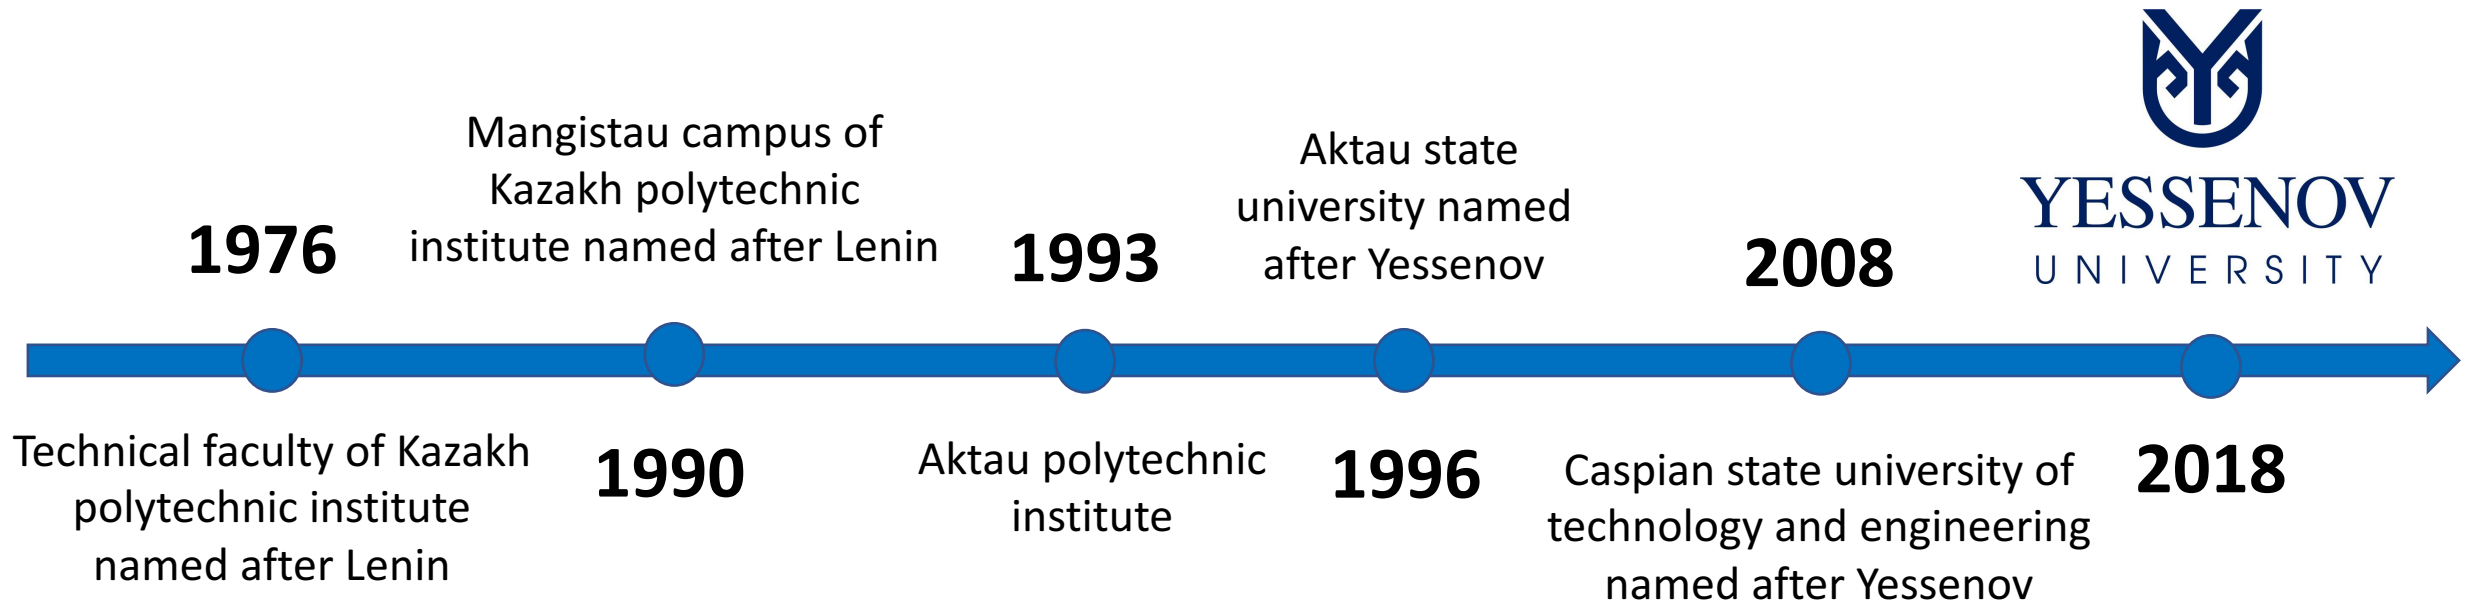 1976
Technical faculty of Kazakh
polytechnic institute
named after Lenin
Mangistau campus of
Kazakh polytechnic
institute named after Lenin
1990
1993
Aktau polytechnic
institute
Aktau state
university named
after Yessenov
1996
2008
Caspian state university of
technology and engineering
named after Yessenov
YESSENOV
UNIVERSITY
2018